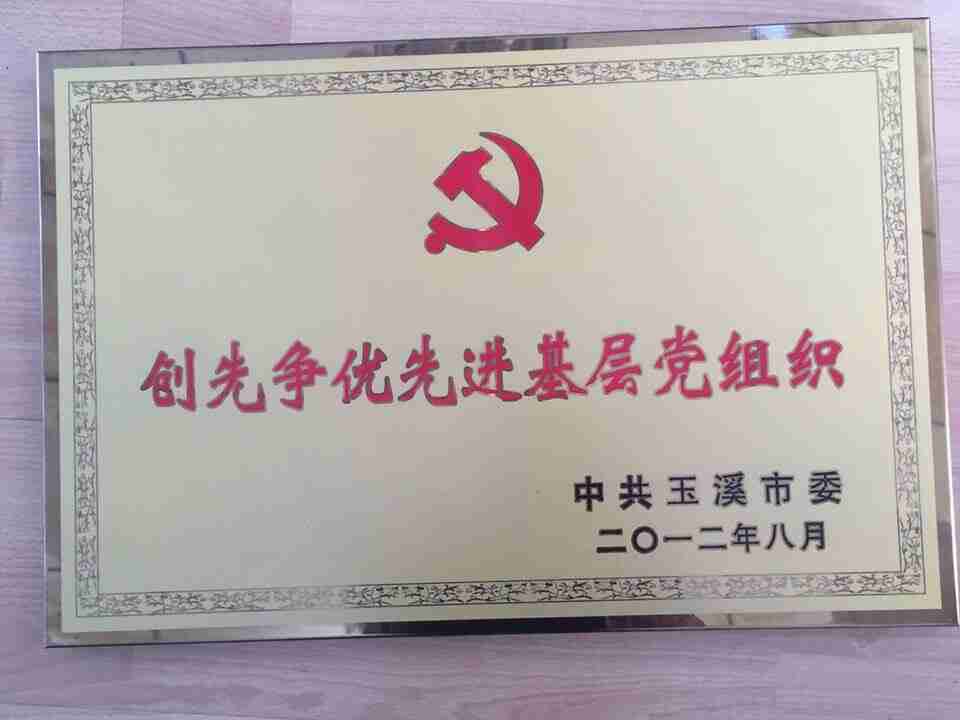 创先争优先进基层党组织
中共玉溪市委
二〇一二年八月